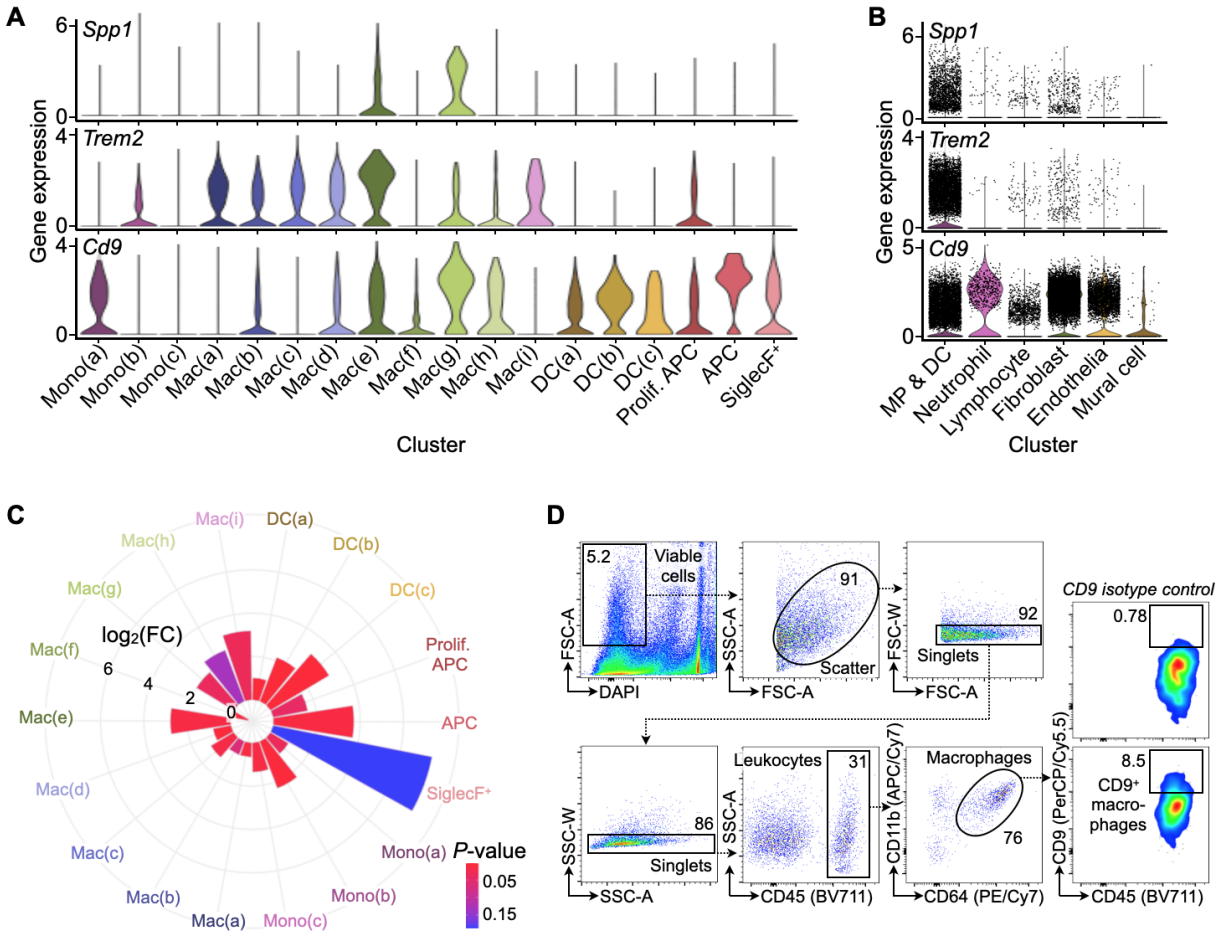 A
Spp1
6
0
Trem2
4
0
Cd9
4
0
Gene expression
Mono(a)
Mono(b)
Mono(c)
Mac(a)
Mac(b)
Mac(c)
Mac(d)
Mac(e)
Mac(f)
Mac(g)
Mac(h)
Mac(i)
DC(a)
DC(b)
DC(c)
Prolif. APC
APC
SiglecF⁺
Cluster
B
Spp1
6
0
Trem2
4
0
Cd9
5
0
Gene expression
MP & DC
Neutrophil
Lymphocyte
Fibroblast
Endothelia
Mural cell
Cluster
C
Mac(i)
DC(a)
Mac(h)
DC(b)
Mac(g)
DC(c)
log₂(FC)
6
4
2
0
Mac(f)
Prolif.
APC
Mac(e)
APC
Mac(d)
SiglecF⁺
Mac(c)
Mono(a)
Mac(b)
Mono(b)
Mac(a)
Mono(c)
P-value
0.05
0.15
D
5.2
Viable
cells
FSC-A
DAPI
91
Scatter
SSC-A
FSC-A
92
Singlets
FSC-W
FSC-A
CD9 isotype control
0.78
86
Singlets
SSC-W
SSC-A
Leukocytes
31
SSC-A
CD45 (BV711)
Macrophages
76
CD11b (APC/Cy7)
CD64 (PE/Cy7)
8.5
CD9⁺
macro-
phages
CD9 (PerCP/Cy5.5)
CD45 (BV711)